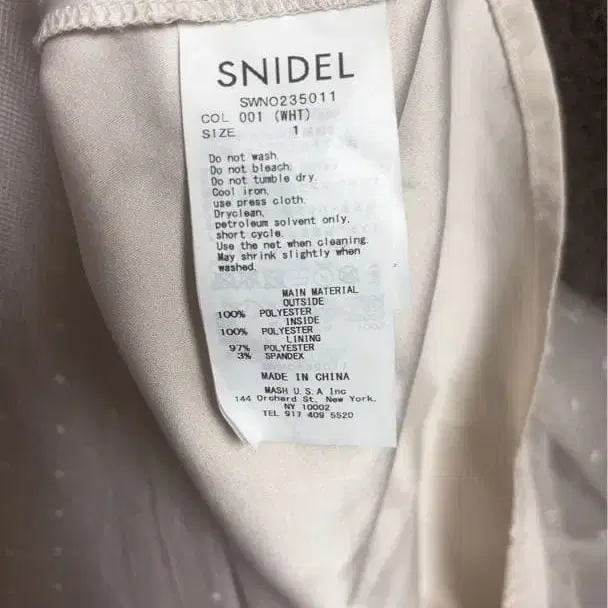 SNIDEL
SWNO235011
COL 001 (WHT)
SIZE 1
Do not wash.
Do not bleach.
Do not tumble dry.
Cool iron,
use press cloth.
Dryclean,
petroleum solvent only.
short cycle.
Use the net when cleaning.
May shrink slightly when
washed.
MAIN MATERIAL
OUTSIDE
100% POLYESTER
INSIDE
100% POLYESTER
LINING
97% POLYESTER
3% SPANDEX
MADE IN CHINA
MASH U.S.A Inc
144 Orchard St. New York,
NY 10002
TEL 917 409 5520